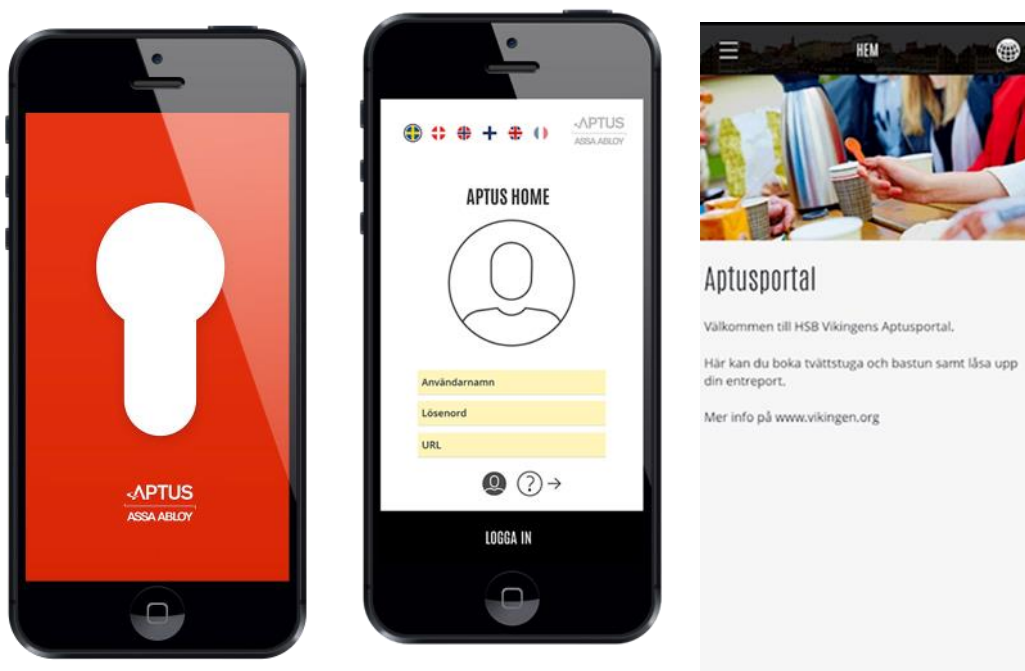 APTUS
ASSA ABLOY
APTUS
ASSA ABLOY
APTUS HOME
Användarnamn
Lösenord
URL
?
LOGGA IN
HEM
Aptusportal
Välkommen till HSB Vikingens Aptusportal.
Här kan du boka tvättstuga och bastun samt låsa upp
din entreport.
Mer info på www.vikingen.org